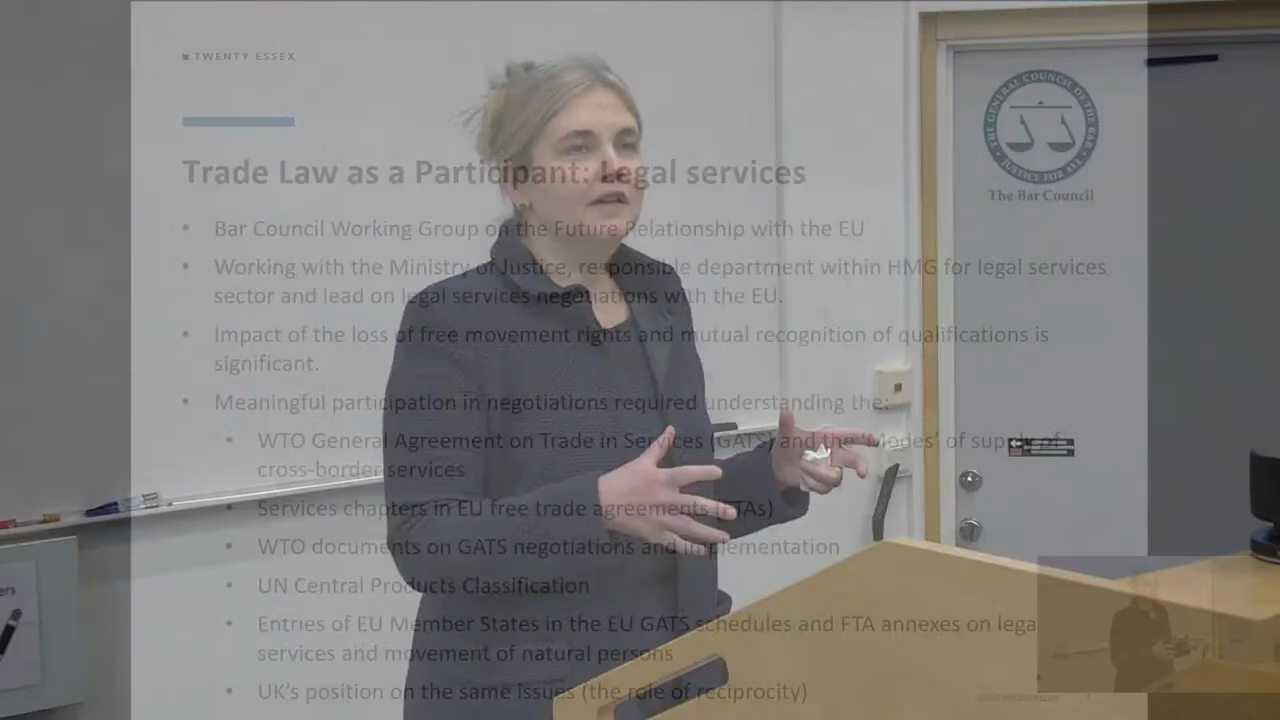 TWENTY ESSEX
THE GENERAL COUNCIL OF THE BAR
JUSTICE FOR ALL
The Bar Council
Trade Law as a Participant: Legal services
• Bar Council Working Group on the Future Relationship with the EU
• Working with the Ministry of Justice, responsible department within HMG for legal services
sector and lead on legal services negotiations with the EU.
• Impact of the loss of free movement rights and mutual recognition of qualifications is
significant.
• Meaningful participation in negotiations required understanding the:
• WTO General Agreement on Trade in Services (GATS) and the ‘Modes’ of supply of
cross-border services
• Services chapters in EU free trade agreements (FTAs)
• WTO documents on GATS negotiations and implementation
• UN Central Products Classification
• Entries of EU Member States in the EU GATS schedules and FTA annexes on legal
services and movement of natural persons
• UK’s position on the same issues (the role of reciprocity)
ers